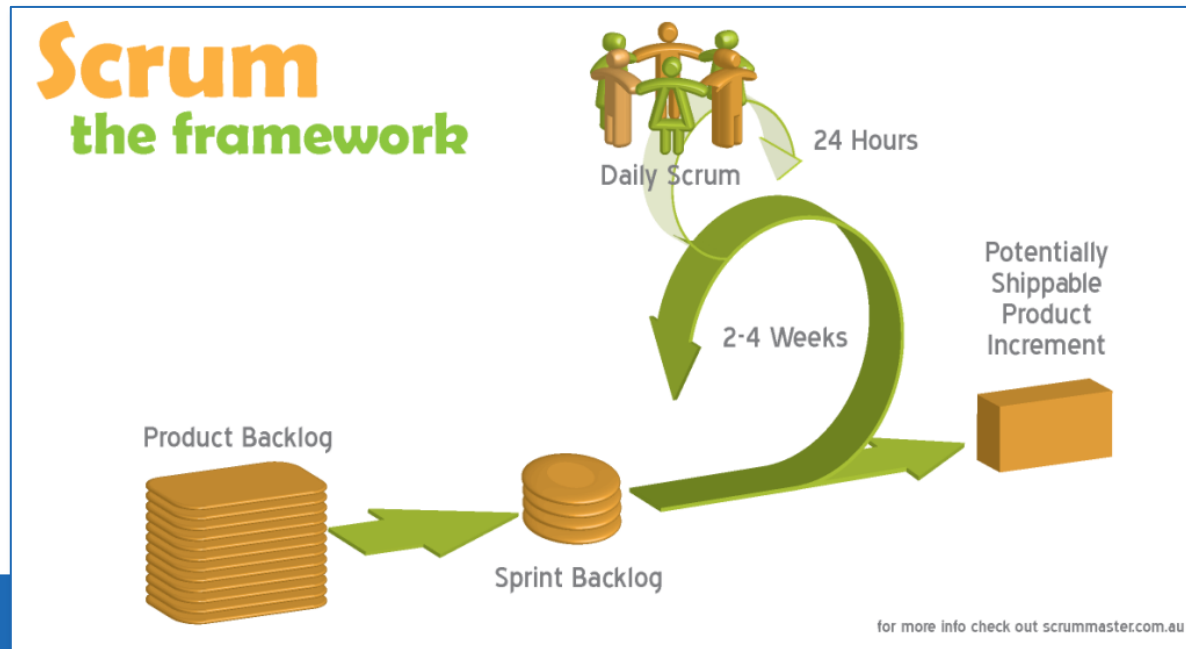 Scrum
the framework
24 Hours
Daily Scrum
Potentially
Shippable
Product
Increment
2-4 Weeks
Product Backlog
Sprint Backlog
for more info check out scrummaster.com.au